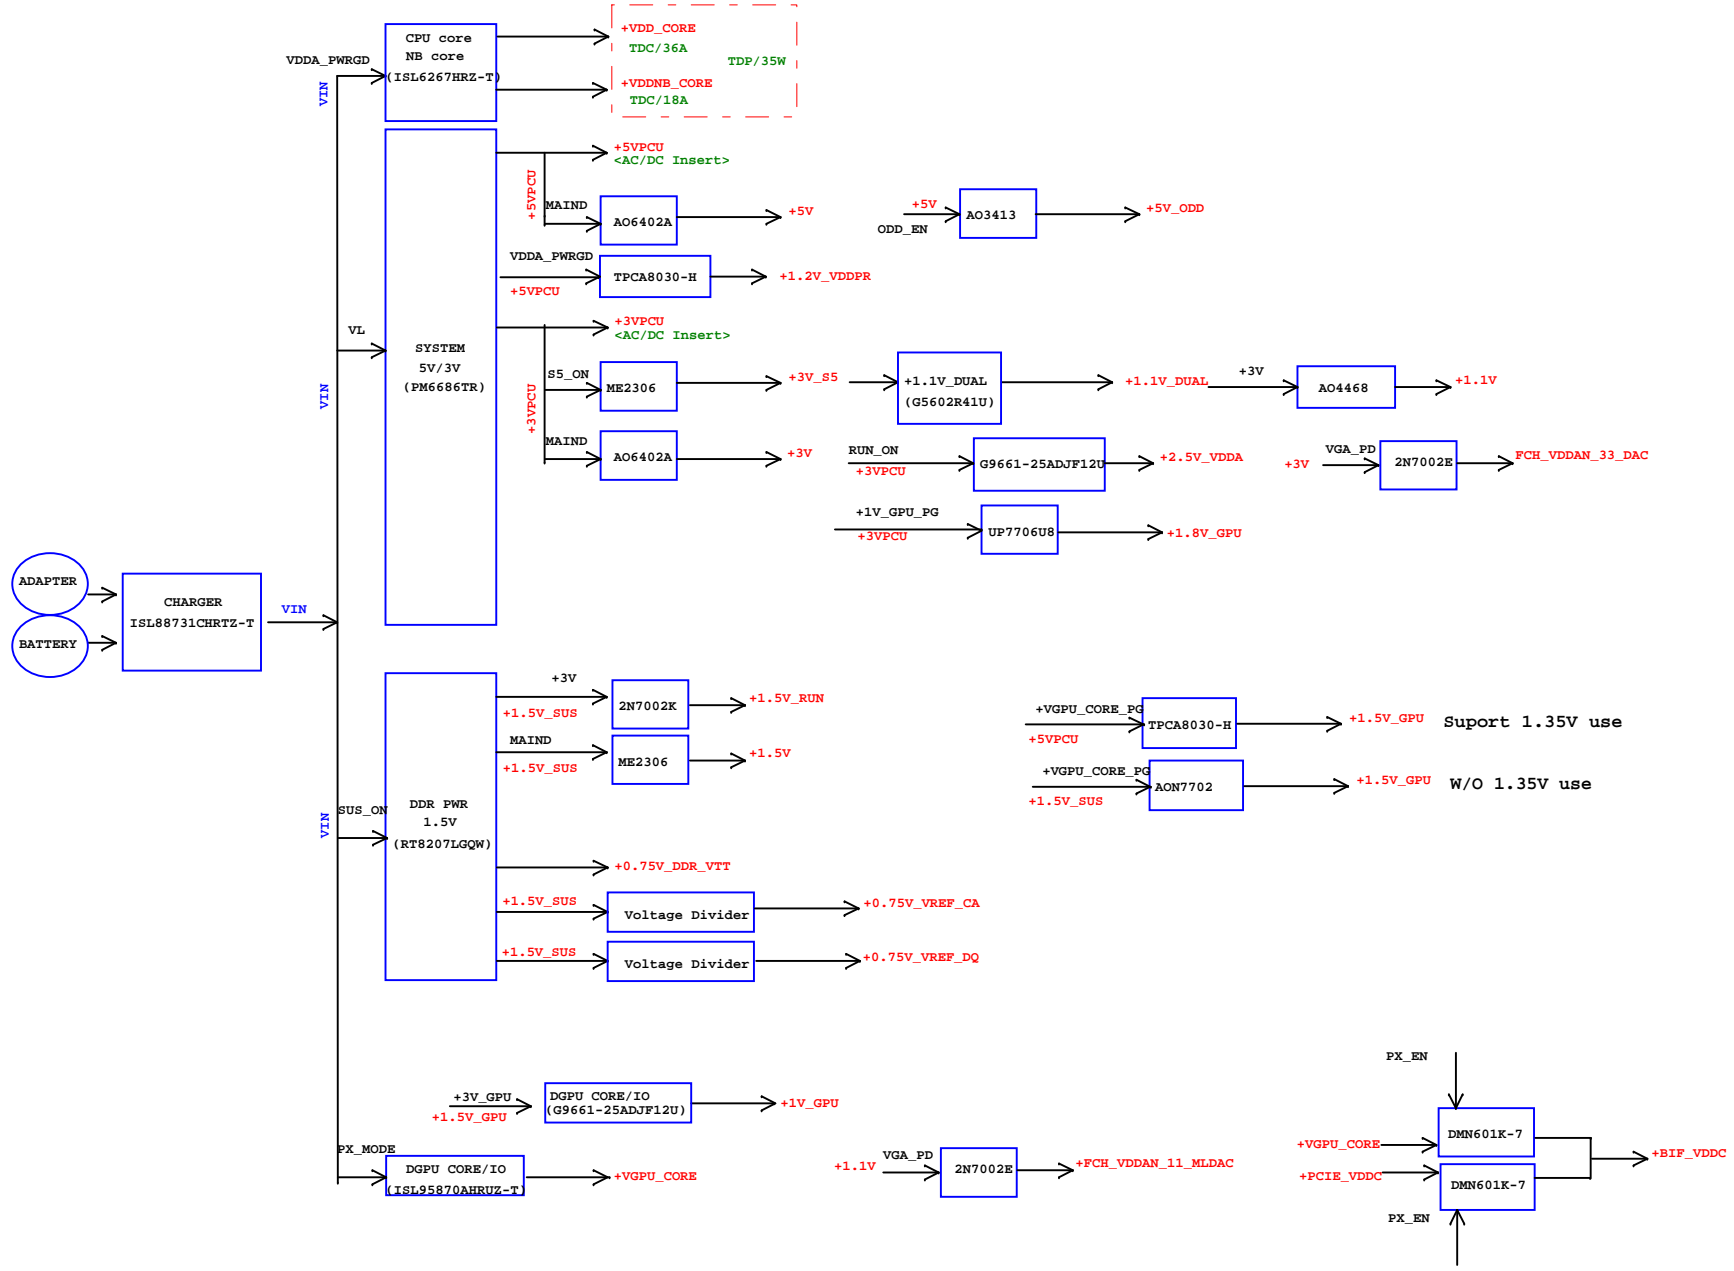 CPU core
NB core
(ISL6267HRZ-T)
VDDA_PWRGD
VIN
+VDD_CORE
TDC/36A
TDP/35W
+VDDNB_CORE
TDC/18A
+5VPCU
<AC/DC Insert>
+5VPCU
MAIND
AO6402A
+5V
+5V
ODD_EN
AO3413
+5V_ODD
VDDA_PWRGD
+5VPCU
TPCA8030-H
+1.2V_VDDPR
VL
SYSTEM
5V/3V
(PM6686TR)
VIN
+3VPCU
<AC/DC Insert>
+3VPCU
S5_ON
ME2306
+3V_S5
+1.1V_DUAL
(G5602R41U)
+1.1V_DUAL
+3V
AO4468
+1.1V
MAIND
AO6402A
+3V
RUN_ON
+3VPCU
G9661-25ADJF12U
+2.5V_VDDA
+3V
VGA_PD
2N7002E
FCH_VDDAN_33_DAC
+1V_GPU_PG
+3VPCU
UP7706U8
+1.8V_GPU
ADAPTER
BATTERY
CHARGER
ISL88731CHRTZ-T
VIN
VIN
SUS_ON
DDR PWR
1.5V
(RT8207LGQW)
+3V
+1.5V_SUS
2N7002K
+1.5V_RUN
MAIND
+1.5V_SUS
ME2306
+1.5V
+VGPU_CORE_PG
+5VPCU
TPCA8030-H
+1.5V_GPU
Suport 1.35V use
+VGPU_CORE_PG
+1.5V_SUS
AON7702
+1.5V_GPU
W/O 1.35V use
+0.75V_DDR_VTT
+1.5V_SUS
Voltage Divider
+0.75V_VREF_CA
+1.5V_SUS
Voltage Divider
+0.75V_VREF_DQ
+3V_GPU
+1.5V_GPU
DGPU CORE/IO
(G9661-25ADJF12U)
+1V_GPU
PX_MODE
DGPU CORE/IO
(ISL95870AHRUZ-T)
+VGPU_CORE
+1.1V
VGA_PD
2N7002E
+FCH_VDDAN_11_MLDAC
PX_EN
+VGPU_CORE
DMN601K-7
+BIF_VDDC
+PCIE_VDDC
DMN601K-7
PX_EN